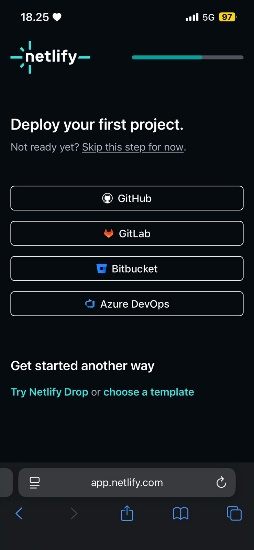 18.25
5G
97
netlify
Deploy your first project.
Not ready yet? Skip this step for now.
GitHub
GitLab
Bitbucket
Azure DevOps
Get started another way
Try Netlify Drop or choose a template
app.netlify.com